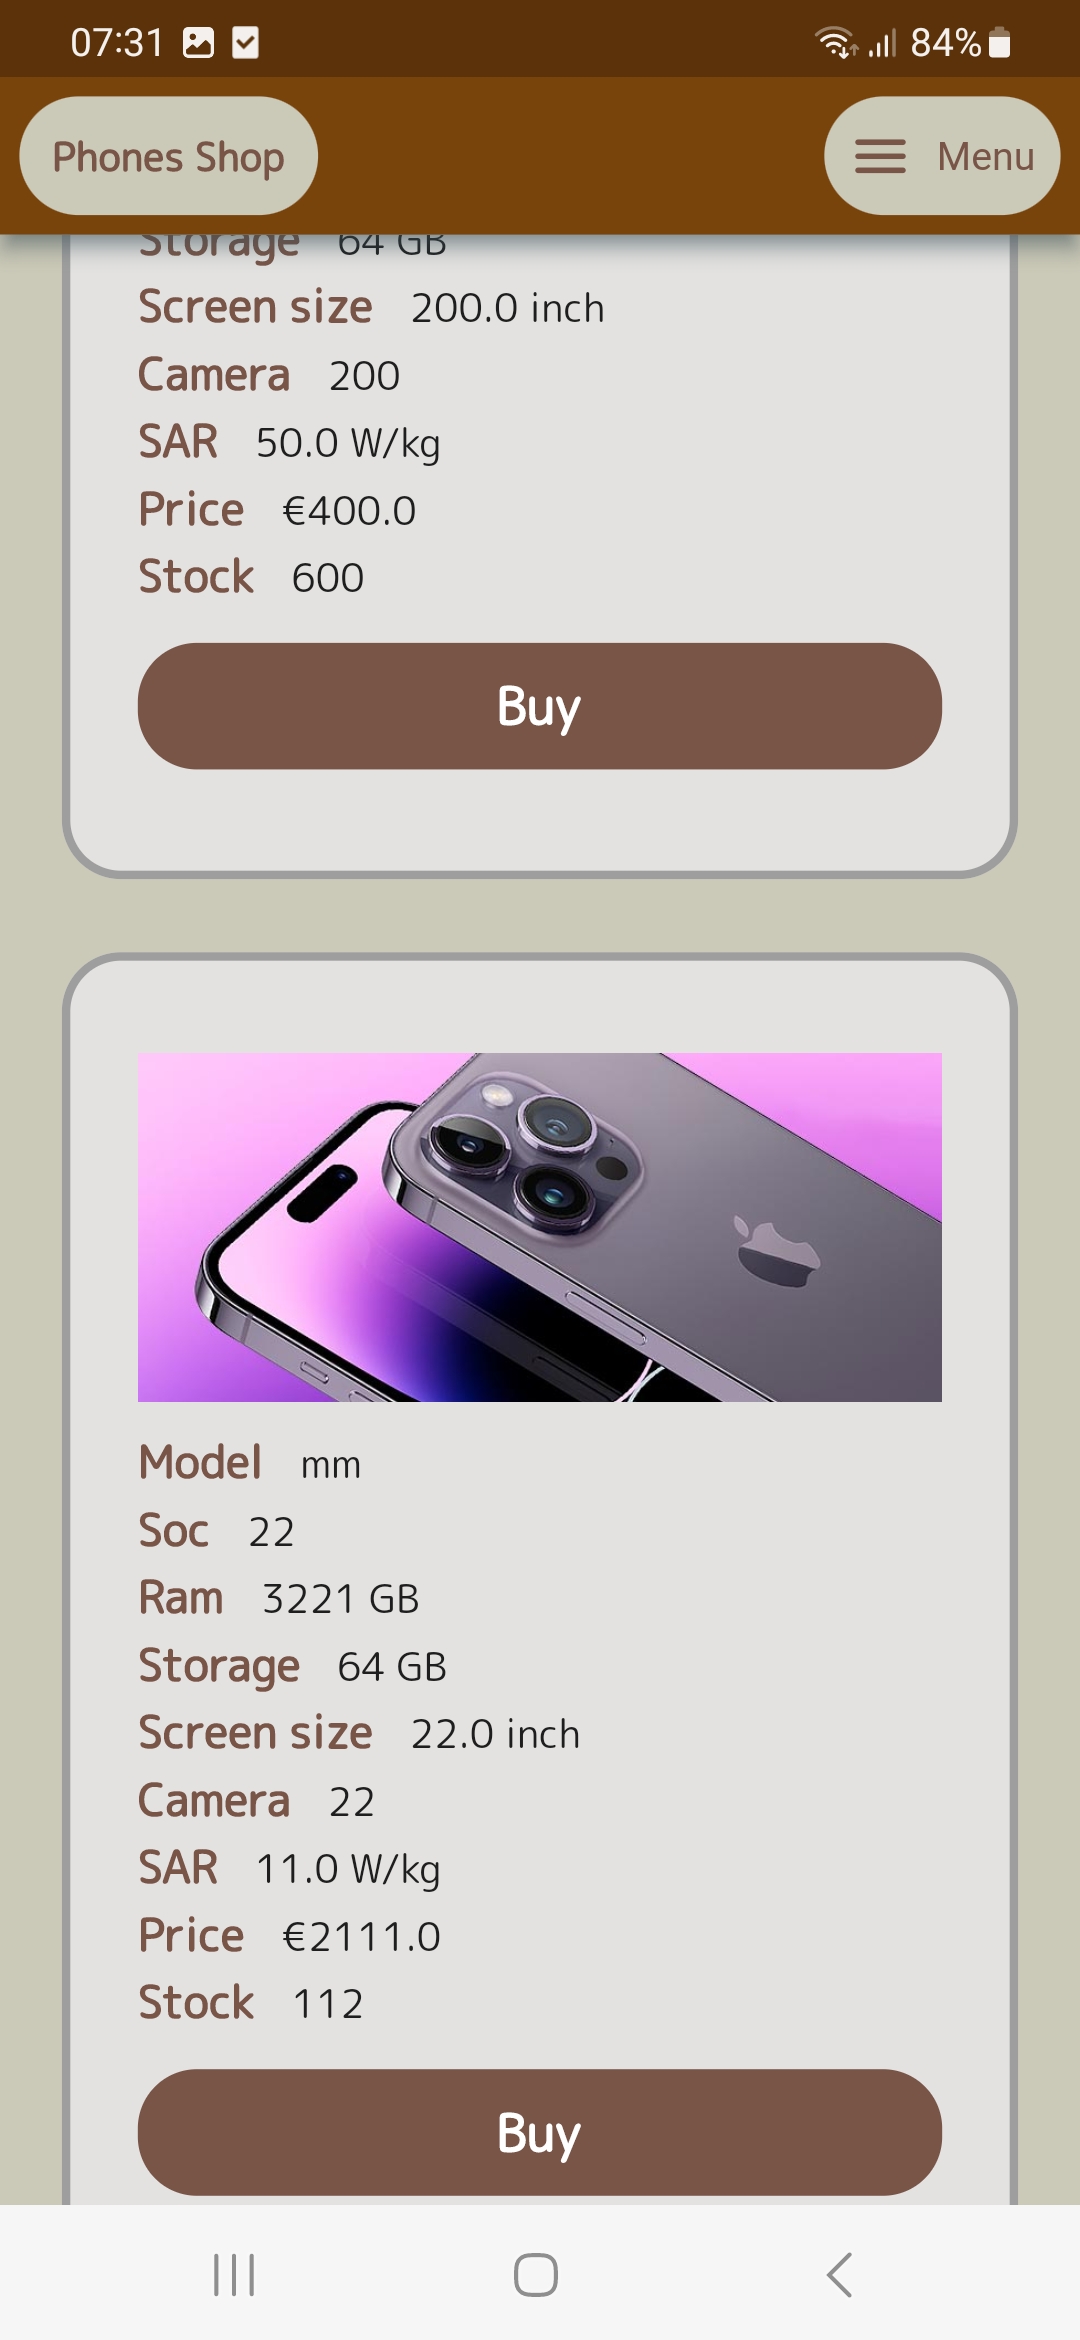 07:31
84%
Phones Shop
Menu
Storage 64 GB
Screen size 200.0 inch
Camera 200
SAR 50.0 W/kg
Price €400.0
Stock 600
Buy
Model mm
Soc 22
Ram 3221 GB
Storage 64 GB
Screen size 22.0 inch
Camera 22
SAR 11.0 W/kg
Price €2111.0
Stock 112
Buy